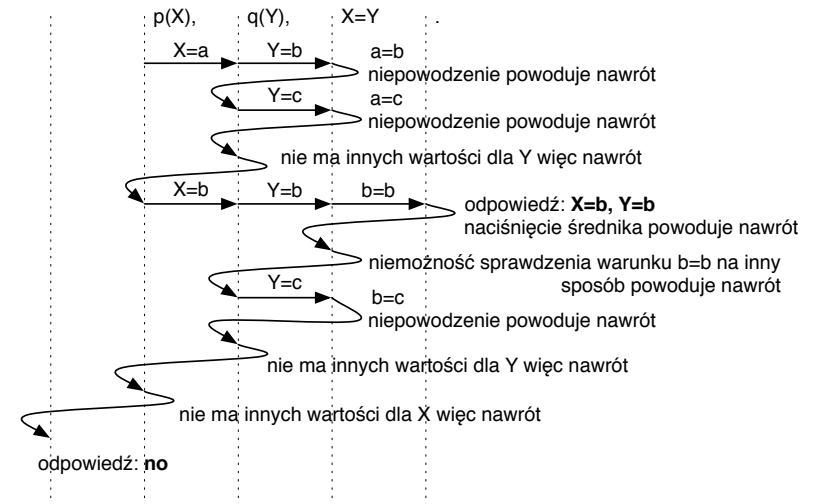 p(X), q(Y), X=Y .
X=a Y=b a=b
niepowodzenie powoduje nawrót
Y=c a=c
niepowodzenie powoduje nawrót
nie ma innych wartości dla Y więc nawrót
X=b Y=b b=b
odpowiedź: X=b, Y=b
naciśnięcie średnika powoduje nawrót
niemożność sprawdzenia warunku b=b na inny
sposób powoduje nawrót
Y=c b=c
niepowodzenie powoduje nawrót
nie ma innych wartości dla Y więc nawrót
nie ma innych wartości dla X więc nawrót
odpowiedź: no